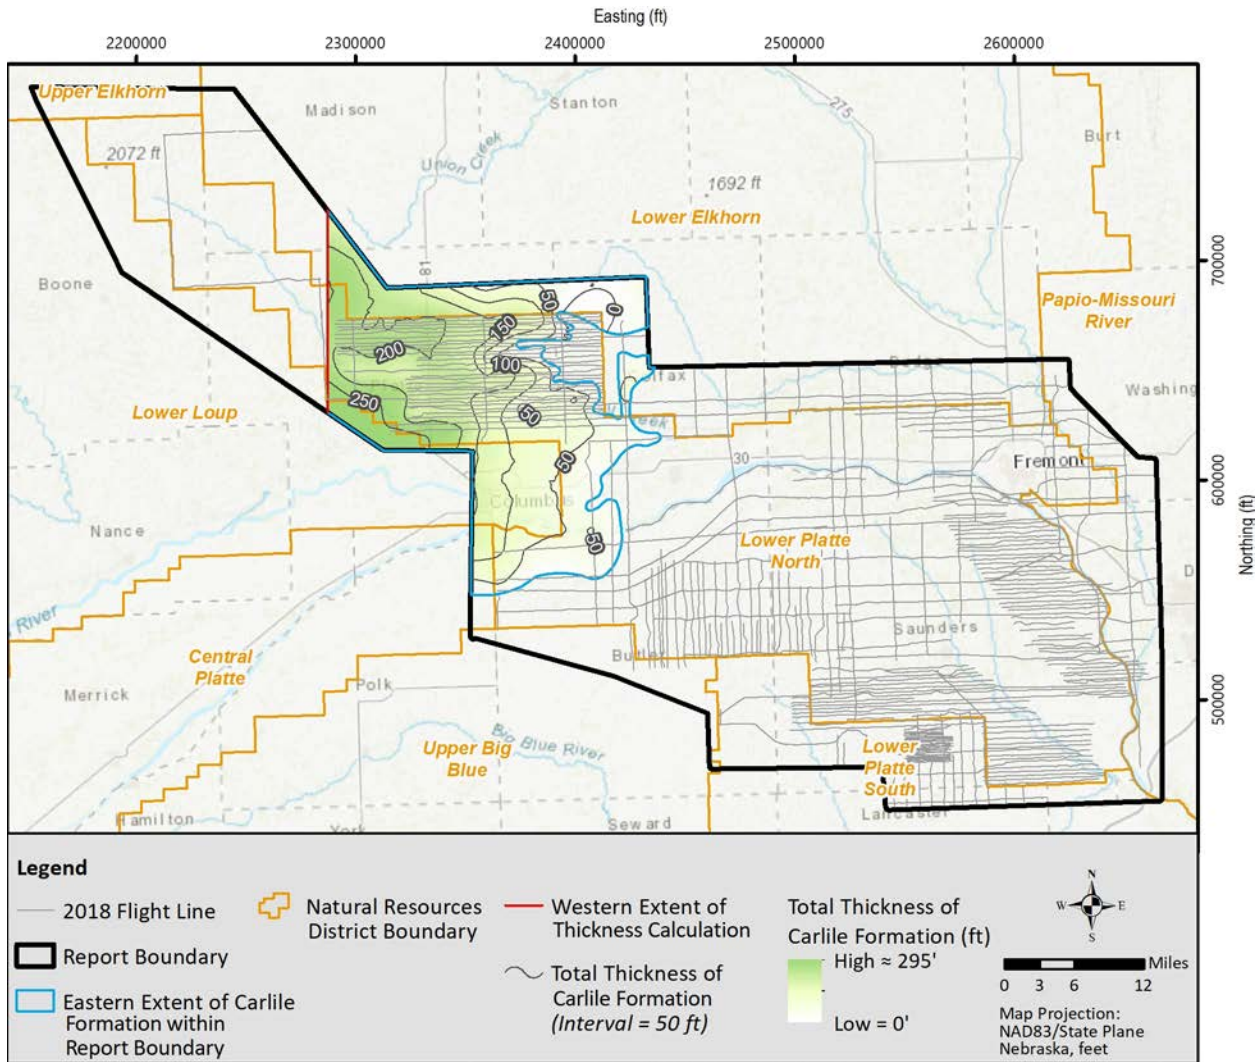 Easting (ft)
2200000 2300000 2400000 2500000 2600000
Upper Elkhorn
Madison
Stanton
275
Burt
2072 ft
Union Creek
1692 ft
Lower Elkhorn
700000
Boone
81
50
0
Papio-Missouri
River
150
200
100
Dodge
Washing
Lower Loup
250
50
30
Fremont
50
Columbus
600000
Northing (ft)
Nance
50
Lower Platte
North
D
River
Saunders
Central
Platte
Butler
Merrick
Polk
500000
Upper Big
Blue
Big Blue River
Lower
Platte
South
Hamilton
York
Seward
Lancaster
Legend
2018 Flight Line
Report Boundary
Eastern Extent of Carlile
Formation within
Report Boundary
Natural Resources
District Boundary
Western Extent of
Thickness Calculation
Total Thickness of
Carlile Formation
(Interval = 50 ft)
Total Thickness of
Carlile Formation (ft)
High ≈ 295'
Low = 0'
N
W E
S
Miles
0 3 6 12
Map Projection:
NAD83/State Plane
Nebraska, feet